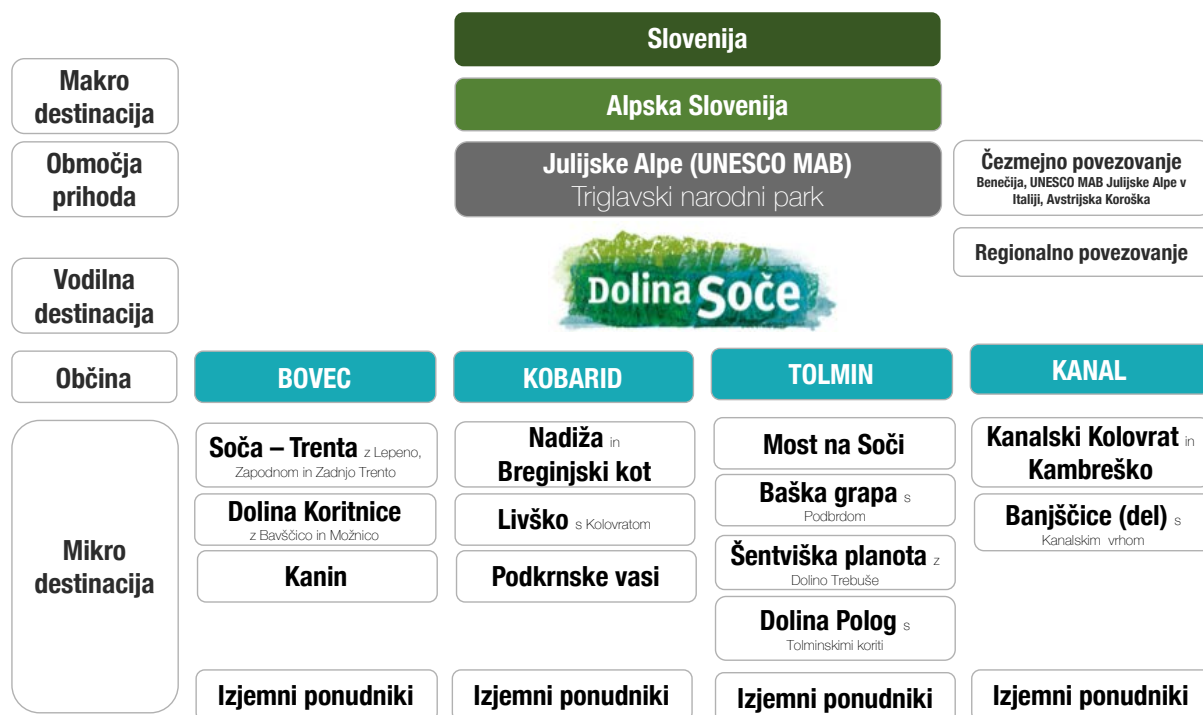 Slovenija
Makro
destinacija
Alpska Slovenija
Območja
prihoda
Julijske Alpe (UNESCO MAB)
Triglavski narodni park
Čezmejno povezovanje
Benečija, UNESCO MAB Julijske Alpe v
Italiji, Avstrijska Koroška
Regionalno povezovanje
Vodilna
destinacija
Dolina Soče
Občina
BOVEC
KOBARID
TOLMIN
KANAL
Mikro
destinacija
Soča – Trenta z Lepeno,
Zapodnom in Zadnjo Trento
Dolina Koritnice
z Bavščico in Možnico
Kanin
Izjemni ponudniki
Nadiža in
Breginjski kot
Livško s Kolovratom
Podkrnske vasi
Izjemni ponudniki
Most na Soči
Baška grapa s
Podbrdom
Šentviška planota z
Dolino Trebuše
Dolina Polog s
Tolminskimi koriti
Izjemni ponudniki
Kanalski Kolovrat in
Kambreško
Banjščice (del) s
Kanalskim vrhom
Izjemni ponudniki